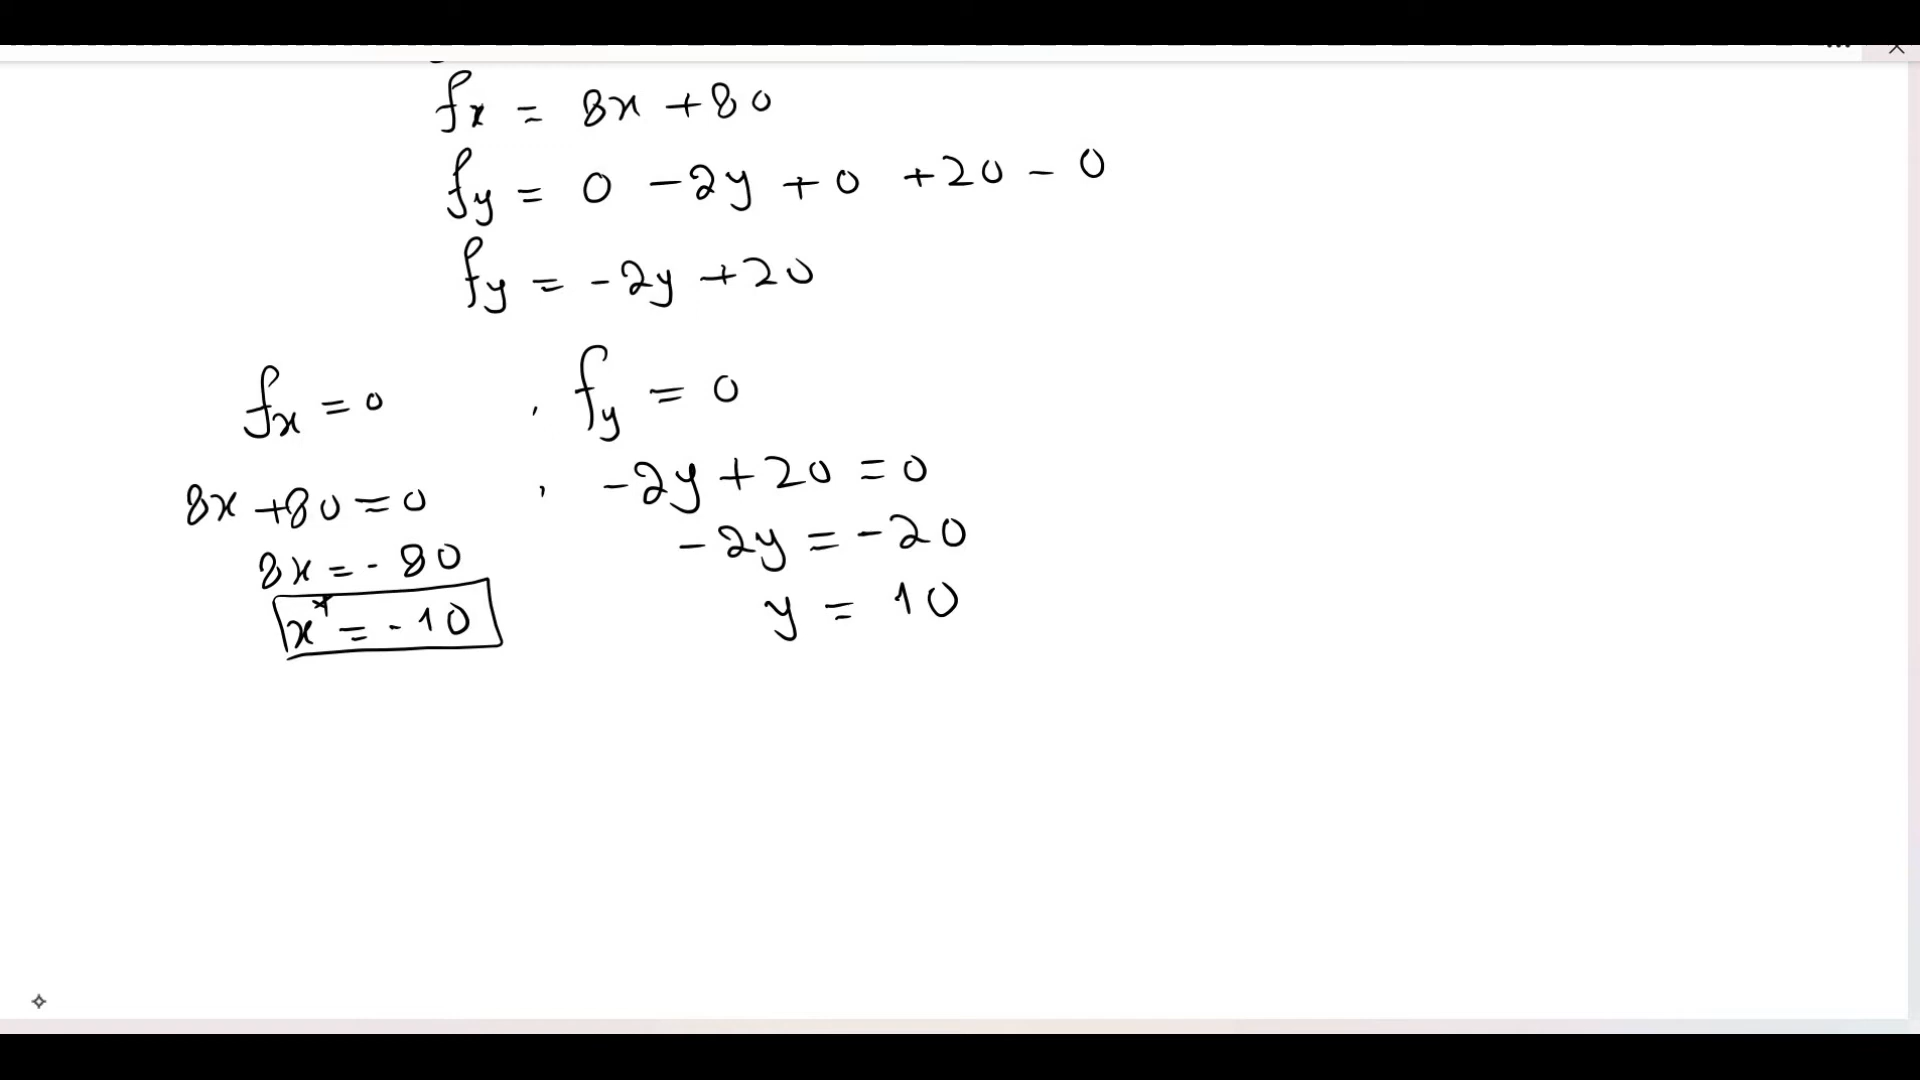 fx = 8x + 80
fy = 0 - 2y + 0 + 20 - 0
fy = -2y + 20
fx = 0 , fy = 0
8x + 80 = 0 , -2y + 20 = 0
8x = -80
-2y = -20
x* = -10
y = 10